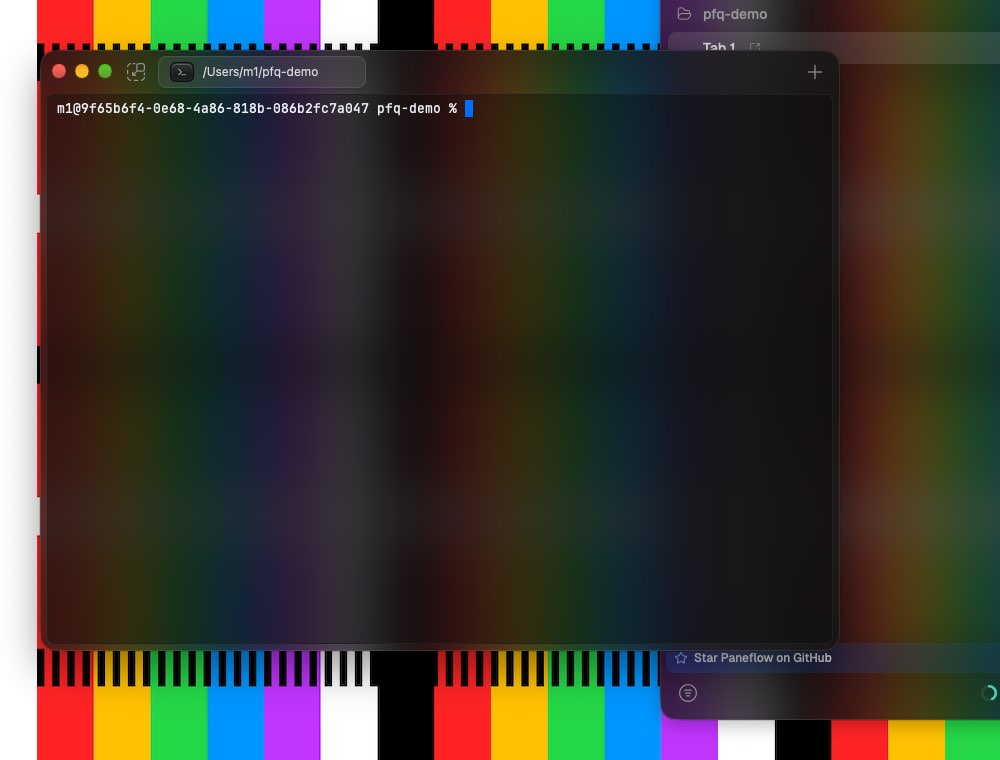 pfq-demo
Tab 1
/Users/m1/pfq-demo
m1@9f65b6f4-0e68-4a86-818b-086b2fc7a047 pfq-demo %
Star Paneflow on GitHub